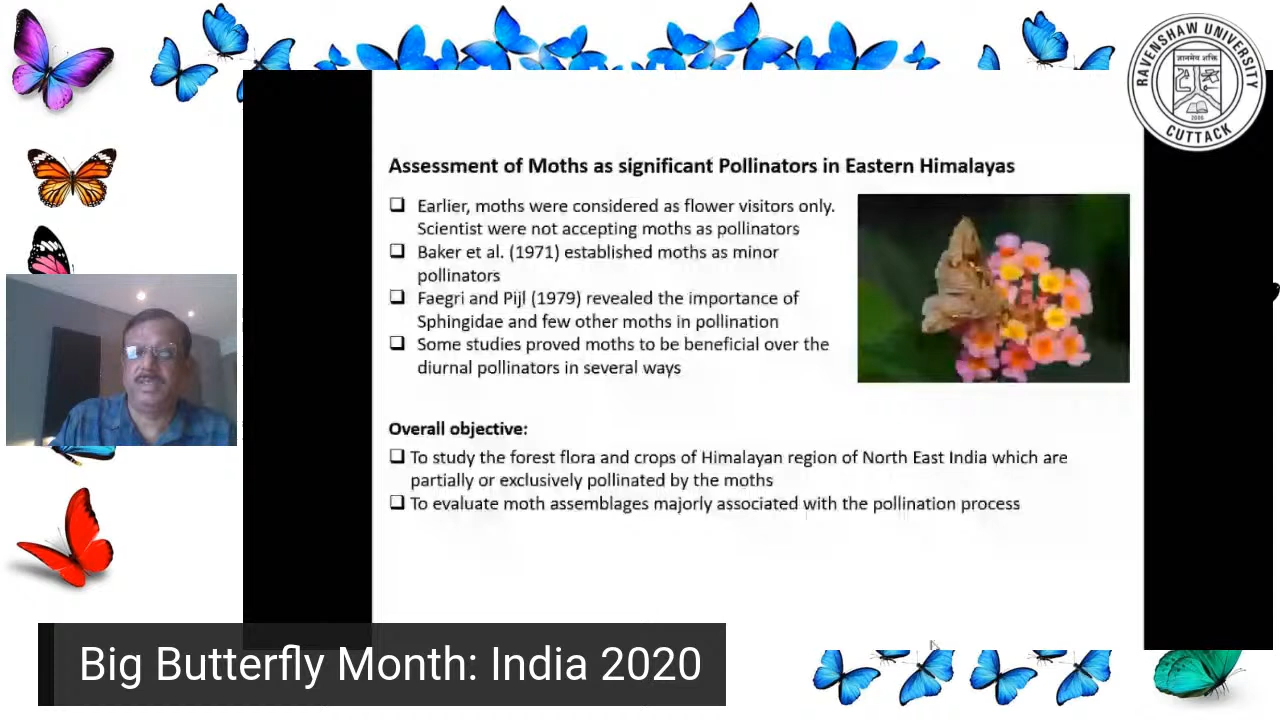 RAVENSHAW UNIVERSITY
ज्ञानमेव शक्ति
2006
CUTTACK
Assessment of Moths as significant Pollinators in Eastern Himalayas
❑ Earlier, moths were considered as flower visitors only.
Scientist were not accepting moths as pollinators
❑ Baker et al. (1971) established moths as minor
pollinators
❑ Faegri and Pijl (1979) revealed the importance of
Sphingidae and few other moths in pollination
❑ Some studies proved moths to be beneficial over the
diurnal pollinators in several ways
Overall objective:
❑ To study the forest flora and crops of Himalayan region of North East India which are
partially or exclusively pollinated by the moths
❑ To evaluate moth assemblages majorly associated with the pollination process
Big Butterfly Month: India 2020